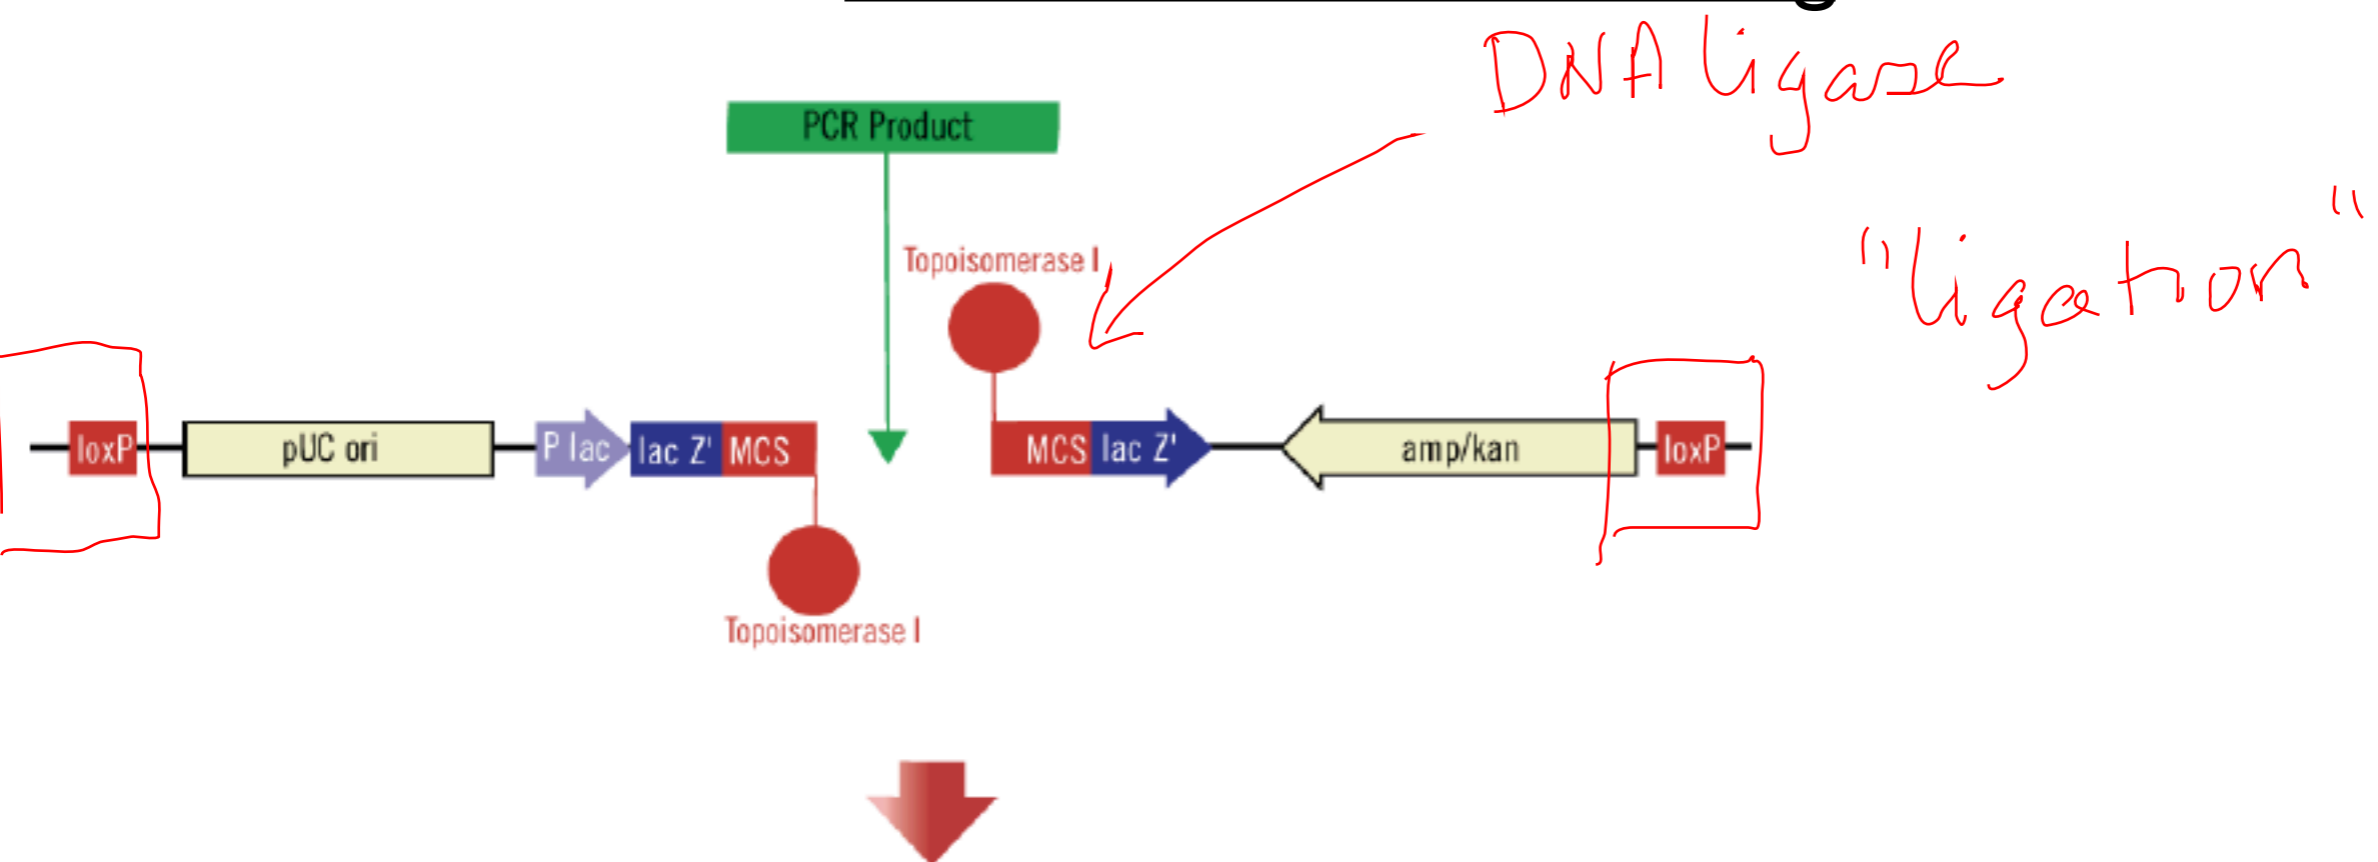 DNA ligase
PCR Product
"ligation"
Topoisomerase I
loxP
pUC ori
P lac
lac Z'
MCS
MCS
lac Z'
amp/kan
loxP
Topoisomerase I